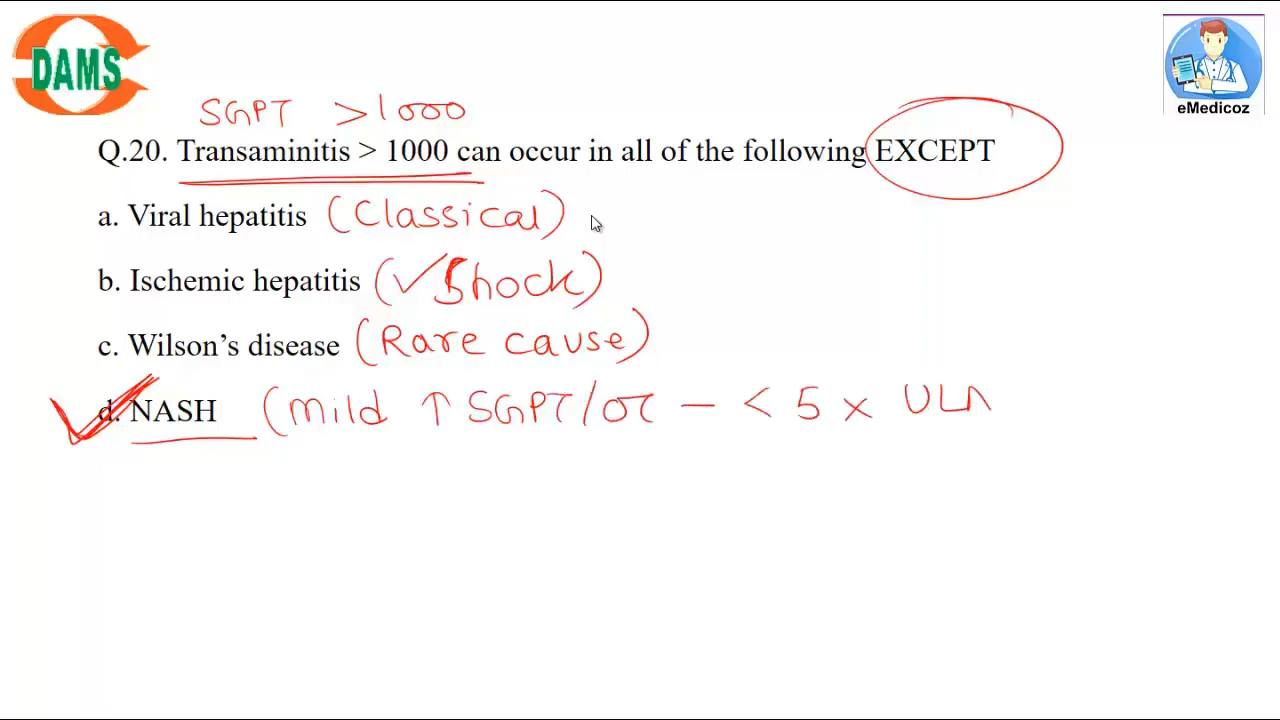 DAMS
eMedicoz
SGPT >1000
Q.20. Transaminitis > 1000 can occur in all of the following EXCEPT
a. Viral hepatitis (Classical)
b. Ischemic hepatitis (✓Shock)
c. Wilson's disease (Rare cause)
d. NASH (mild ↑ SGPT/OT - < 5 x ULN